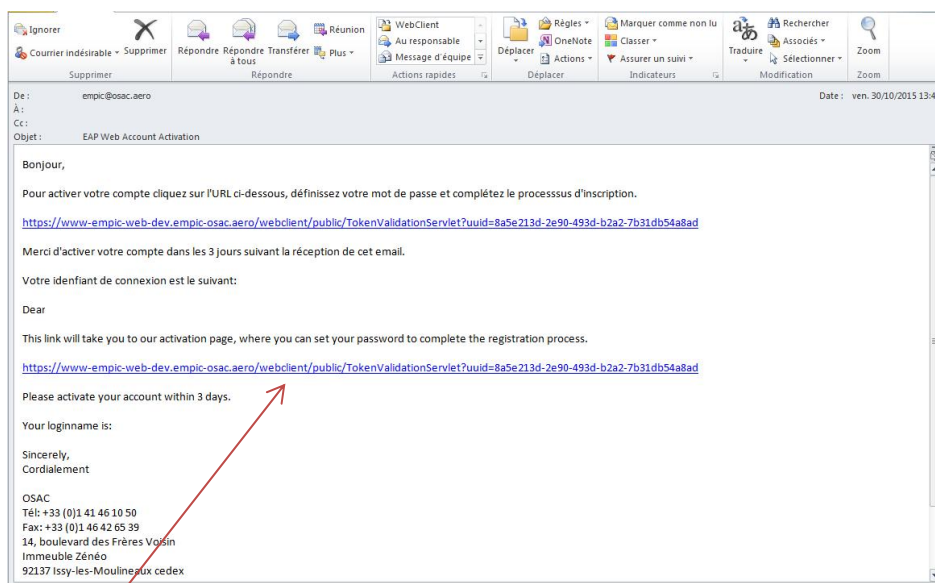 Ignorer
Courrier indésirable
Supprimer
Supprimer
Répondre
Répondre à tous
Transférer
Réunion
Plus
Répondre
WebClient
Au responsable
Message d'équipe
Actions rapides
Déplacer
Règles
OneNote
Actions
Déplacer
Marquer comme non lu
Classer
Assurer un suivi
Indicateurs
Traduire
Rechercher
Associés
Sélectionner
Modification
Zoom
Zoom
De : empic@osac.aero
Date : ven. 30/10/2015 13:4
À :
Cc :
Objet : EAP Web Account Activation
Bonjour,
Pour activer votre compte cliquez sur l'URL ci-dessous, définissez votre mot de passe et complétez le processsus d'inscription.
https://www-empic-web-dev.empic-osac.aero/webclient/public/TokenValidationServlet?uuid=8a5e213d-2e90-493d-b2a2-7b31db54a8ad
Merci d'activer votre compte dans les 3 jours suivant la réception de cet email.
Votre idenfiant de connexion est le suivant:
Dear
This link will take you to our activation page, where you can set your password to complete the registration process.
https://www-empic-web-dev.empic-osac.aero/webclient/public/TokenValidationServlet?uuid=8a5e213d-2e90-493d-b2a2-7b31db54a8ad
Please activate your account within 3 days.
Your loginname is:
Sincerely,
Cordialement
OSAC
Tél: +33 (0)1 41 46 10 50
Fax: +33 (0)1 46 42 65 39
14, boulevard des Frères Voisin
Immeuble Zénéo
92137 Issy-les-Moulineaux cedex